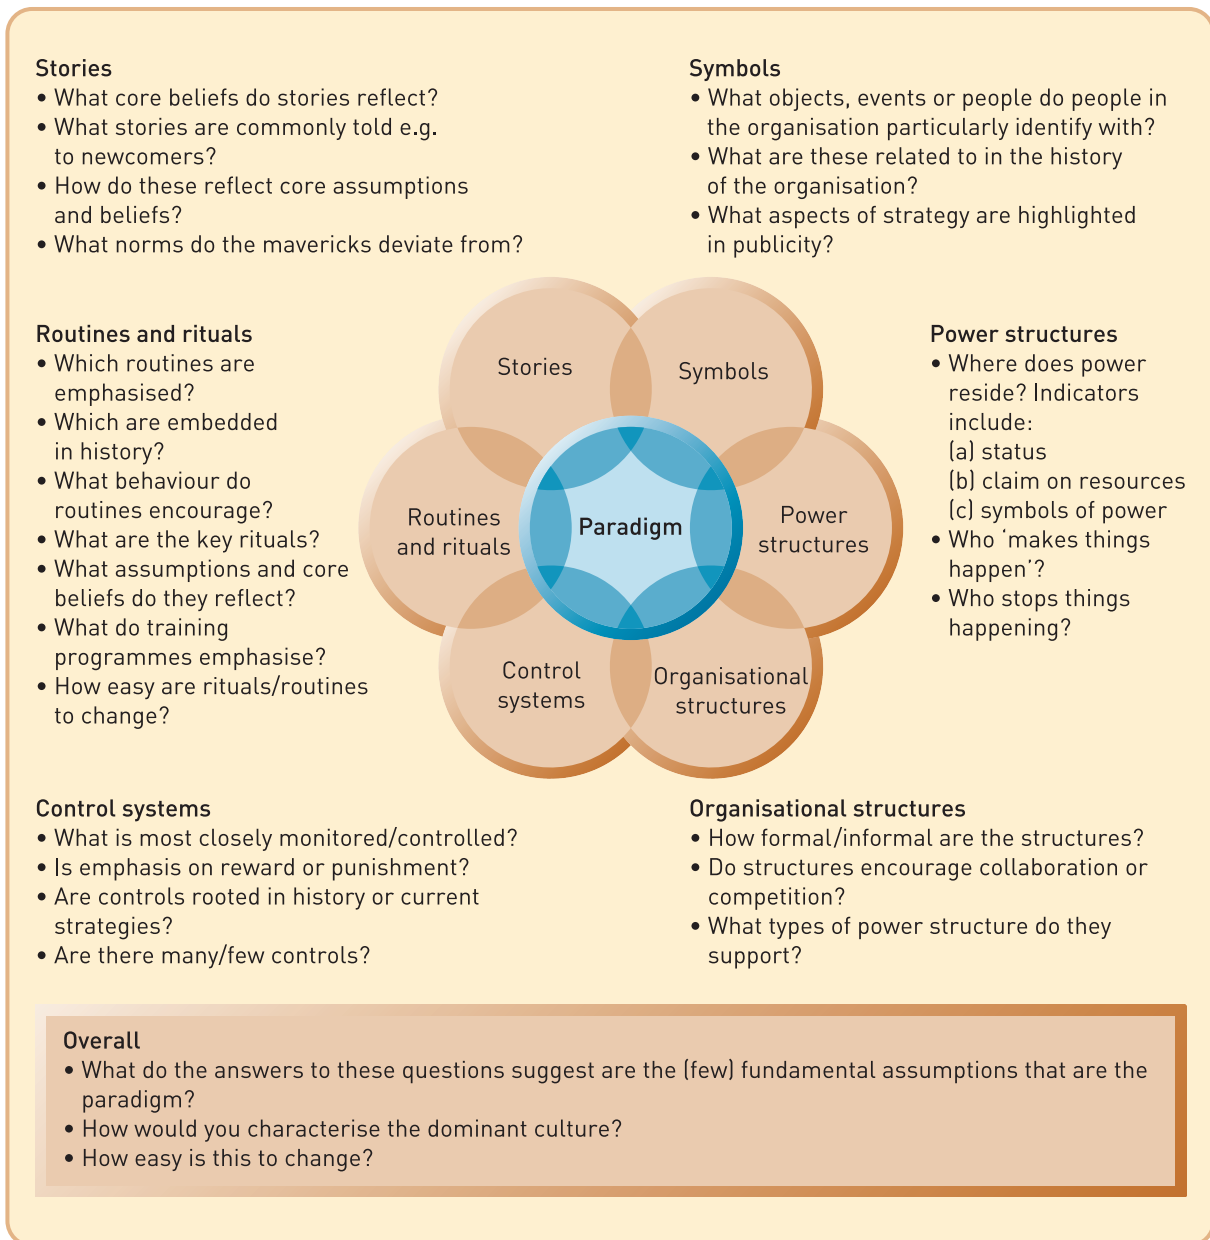 Stories
• What core beliefs do stories reflect?
• What stories are commonly told e.g.
to newcomers?
• How do these reflect core assumptions
and beliefs?
• What norms do the mavericks deviate from?
Symbols
• What objects, events or people do people in
the organisation particularly identify with?
• What are these related to in the history
of the organisation?
• What aspects of strategy are highlighted
in publicity?
Routines and rituals
• Which routines are
emphasised?
• Which are embedded
in history?
• What behaviour do
routines encourage?
• What are the key rituals?
• What assumptions and core
beliefs do they reflect?
• What do training
programmes emphasise?
• How easy are rituals/routines
to change?
Stories
Symbols
Routines
and rituals
Paradigm
Power
structures
Control
systems
Organisational
structures
Power structures
• Where does power
reside? Indicators
include:
(a) status
(b) claim on resources
(c) symbols of power
• Who ‘makes things
happen’?
• Who stops things
happening?
Control systems
• What is most closely monitored/controlled?
• Is emphasis on reward or punishment?
• Are controls rooted in history or current
strategies?
• Are there many/few controls?
Organisational structures
• How formal/informal are the structures?
• Do structures encourage collaboration or
competition?
• What types of power structure do they
support?
Overall
• What do the answers to these questions suggest are the (few) fundamental assumptions that are the
paradigm?
• How would you characterise the dominant culture?
• How easy is this to change?